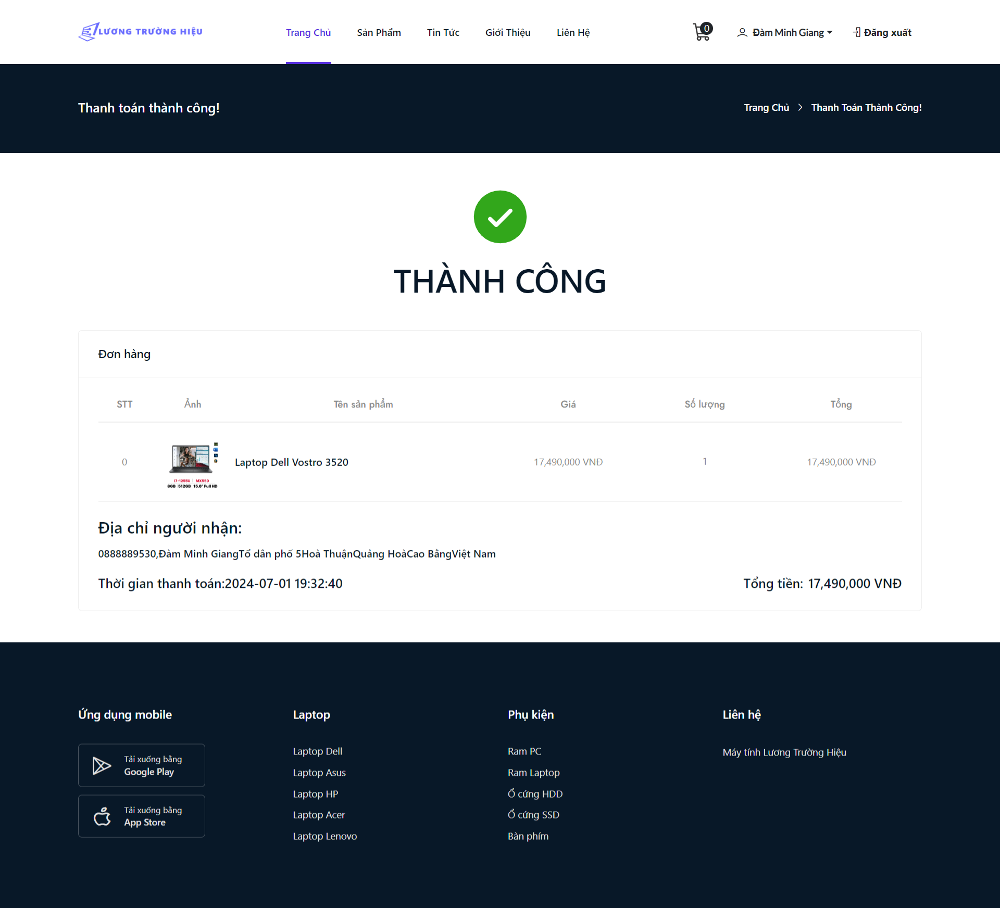 LƯƠNG TRƯỜNG HIỆU
Trang Chủ Sản Phẩm Tin Tức Giới Thiệu Liên Hệ 0 Đàm Minh Giang Đăng xuất
Thanh toán thành công! Trang Chủ Thanh Toán Thành Công!
THÀNH CÔNG
Đơn hàng
STT Ảnh Tên sản phẩm Giá Số lượng Tổng
0 Laptop Dell Vostro 3520 17,490,000 VNĐ 1 17,490,000 VNĐ
i7-1255U MX550
8GB 512GB 15.6" Full HD
Địa chỉ người nhận:
0888889530,Đàm Minh GiangTổ dân phố 5Hoà ThuậnQuảng HoàCao BằngViệt Nam
Thời gian thanh toán:2024-07-01 19:32:40 Tổng tiền: 17,490,000 VNĐ
Ứng dụng mobile
Tải xuống bằng
Google Play
Tải xuống bằng
App Store
Laptop
Laptop Dell
Laptop Asus
Laptop HP
Laptop Acer
Laptop Lenovo
Phụ kiện
Ram PC
Ram Laptop
Ổ cứng HDD
Ổ cứng SSD
Bàn phím
Liên hệ
Máy tính Lương Trường Hiệu